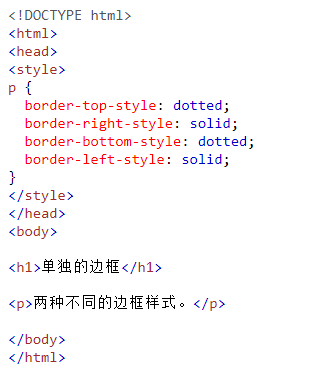 <!DOCTYPE html>
<html>
<head>
<style>
p {
  border-top-style: dotted;
  border-right-style: solid;
  border-bottom-style: dotted;
  border-left-style: solid;
}
</style>
</head>
<body>

<h1>单独的边框</h1>

<p>两种不同的边框样式。</p>

</body>
</html>